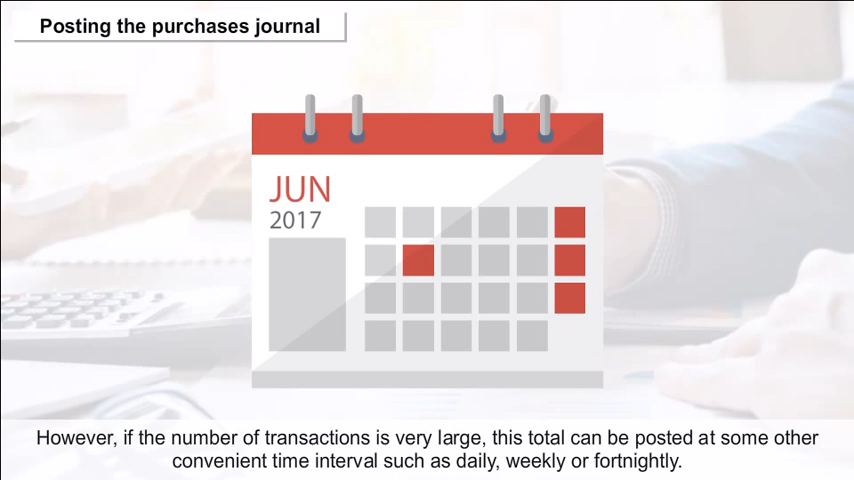 Posting the purchases journal
JUN
2017
However, if the number of transactions is very large, this total can be posted at some other
convenient time interval such as daily, weekly or fortnightly.